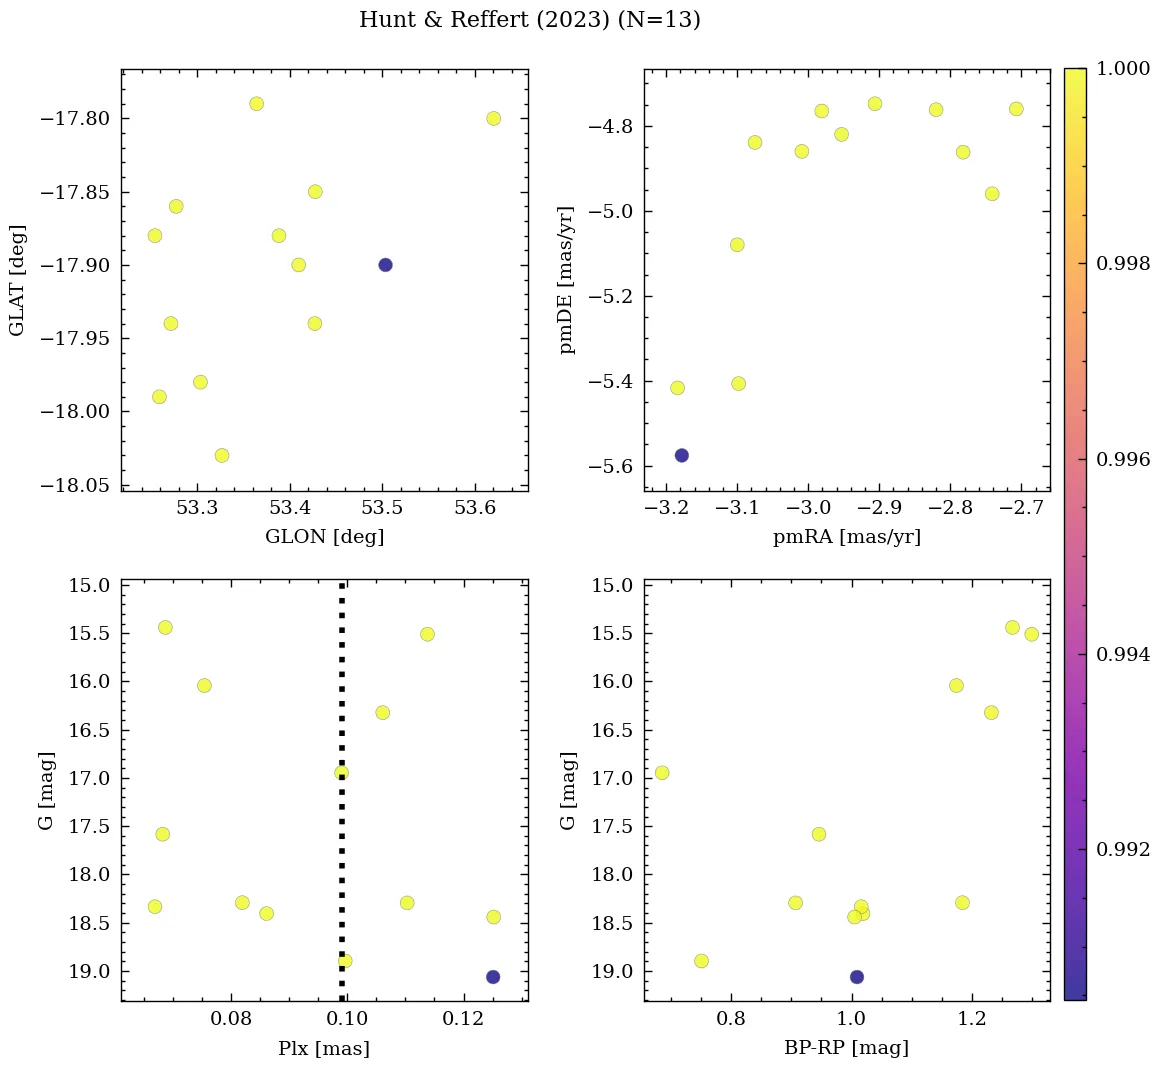 Hunt & Reffert (2023) (N=13)
−17.80
−17.85
−17.90
−17.95
−18.00
−18.05
GLAT [deg]
53.3 53.4 53.5 53.6
GLON [deg]
−4.8
−5.0
−5.2
−5.4
−5.6
pmDE [mas/yr]
−3.2 −3.1 −3.0 −2.9 −2.8 −2.7
pmRA [mas/yr]
15.0
15.5
16.0
16.5
17.0
17.5
18.0
18.5
19.0
G [mag]
0.08 0.10 0.12
Plx [mas]
15.0
15.5
16.0
16.5
17.0
17.5
18.0
18.5
19.0
G [mag]
0.8 1.0 1.2
BP-RP [mag]
1.000
0.998
0.996
0.994
0.992